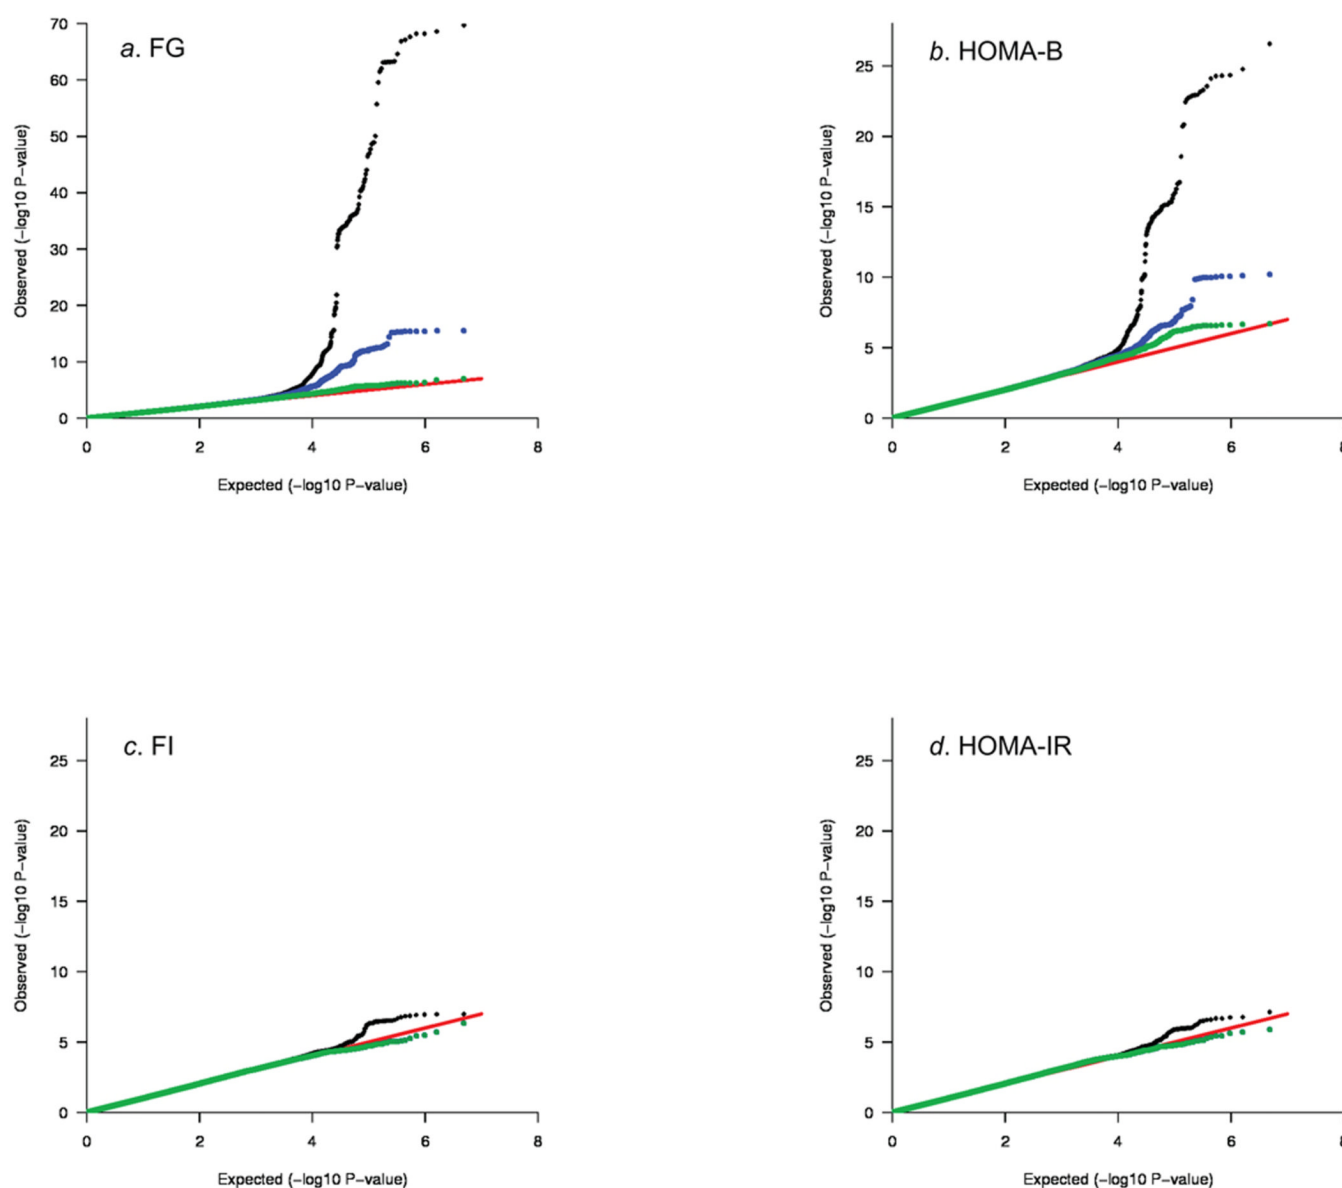 a. FG
70
60
50
40
30
20
10
0
Observed (−log10 P−value)
0 2 4 6 8
Expected (−log10 P−value)
b. HOMA-B
25
20
15
10
5
0
Observed (−log10 P−value)
0 2 4 6
Expected (−log10 P−value)
c. FI
25
20
15
10
5
0
Observed (−log10 P−value)
0 2 4 6 8
Expected (−log10 P−value)
d. HOMA-IR
25
20
15
10
5
0
Observed (−log10 P−value)
0 2 4 6
Expected (−log10 P−value)